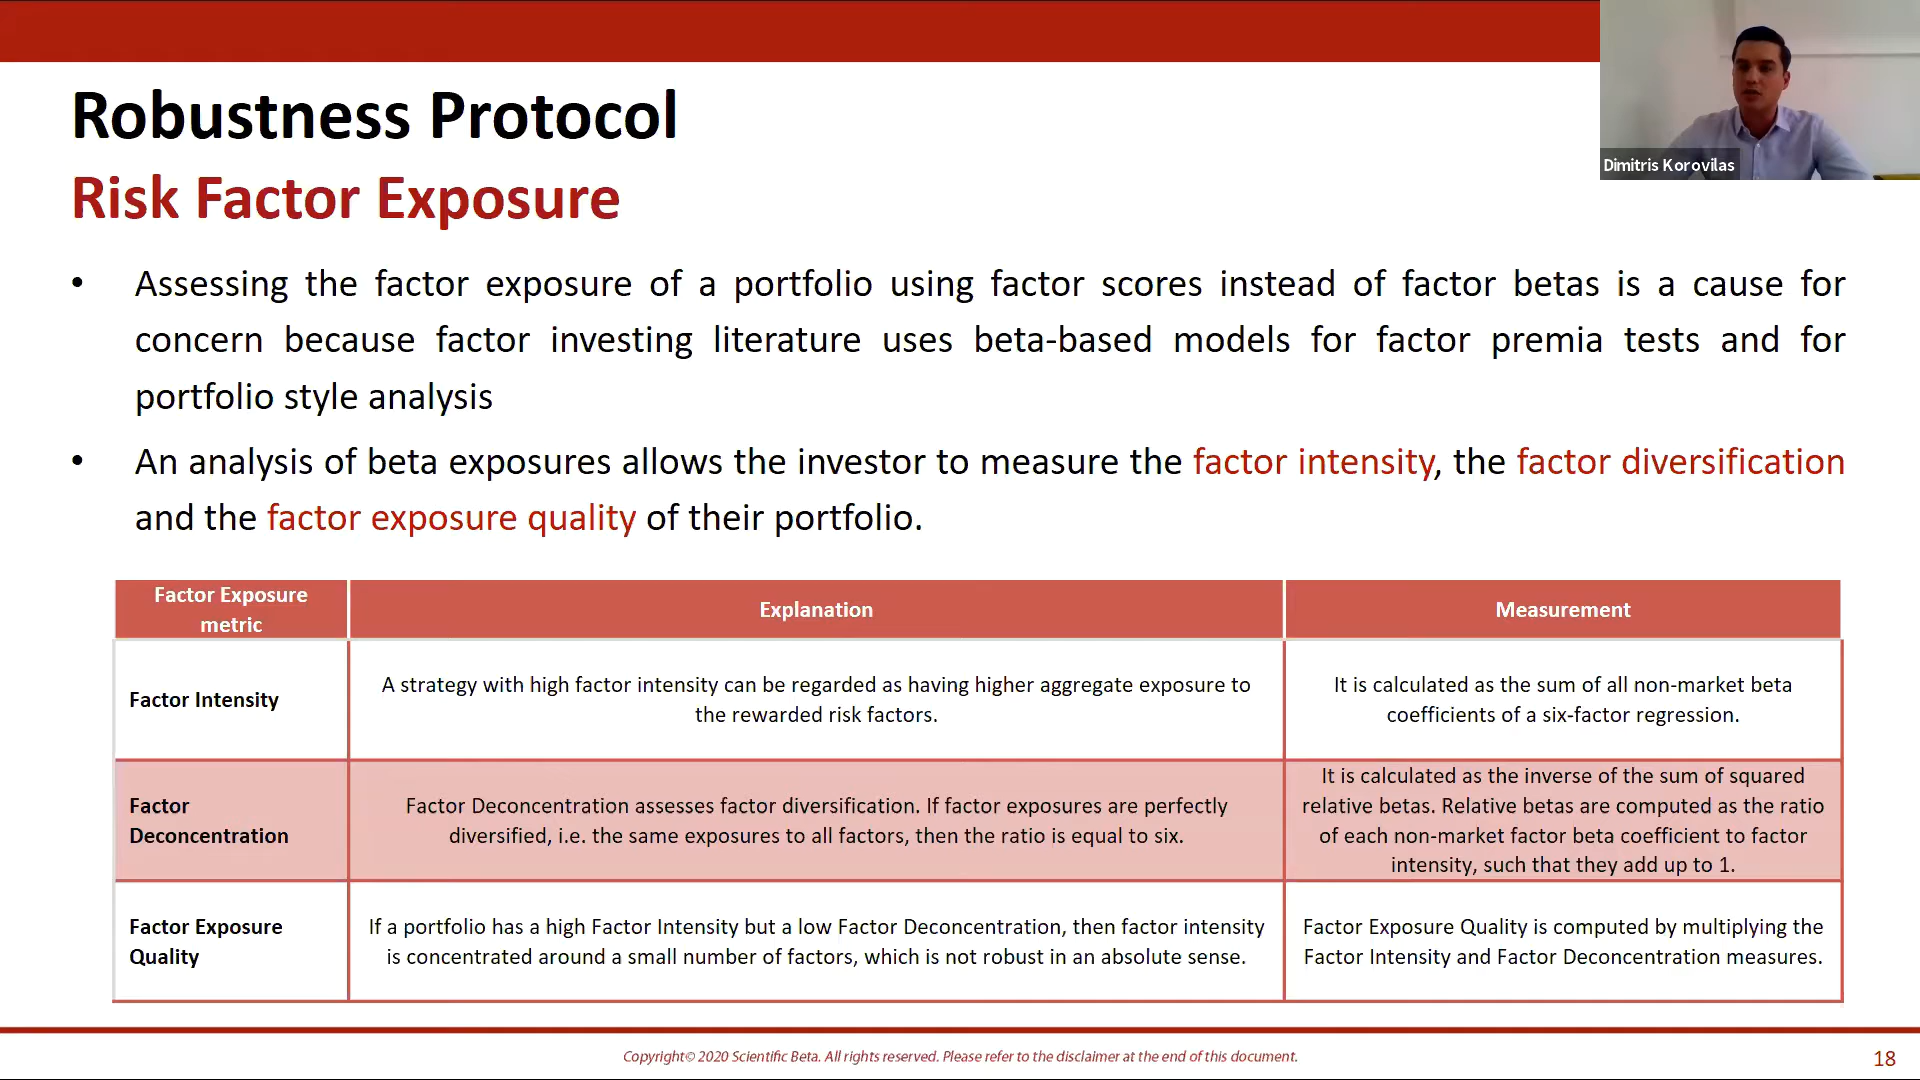 Robustness Protocol
Dimitris Korovilas
Risk Factor Exposure
• Assessing the factor exposure of a portfolio using factor scores instead of factor betas is a cause for
concern because factor investing literature uses beta-based models for factor premia tests and for
portfolio style analysis
• An analysis of beta exposures allows the investor to measure the factor intensity, the factor diversification
and the factor exposure quality of their portfolio.
Factor Exposure
metric
Explanation
Measurement
Factor Intensity
A strategy with high factor intensity can be regarded as having higher aggregate exposure to
the rewarded risk factors.
It is calculated as the sum of all non-market beta
coefficients of a six-factor regression.
Factor
Deconcentration
Factor Deconcentration assesses factor diversification. If factor exposures are perfectly
diversified, i.e. the same exposures to all factors, then the ratio is equal to six.
It is calculated as the inverse of the sum of squared
relative betas. Relative betas are computed as the ratio
of each non-market factor beta coefficient to factor
intensity, such that they add up to 1.
Factor Exposure
Quality
If a portfolio has a high Factor Intensity but a low Factor Deconcentration, then factor intensity
is concentrated around a small number of factors, which is not robust in an absolute sense.
Factor Exposure Quality is computed by multiplying the
Factor Intensity and Factor Deconcentration measures.
Copyright© 2020 Scientific Beta. All rights reserved. Please refer to the disclaimer at the end of this document.
18